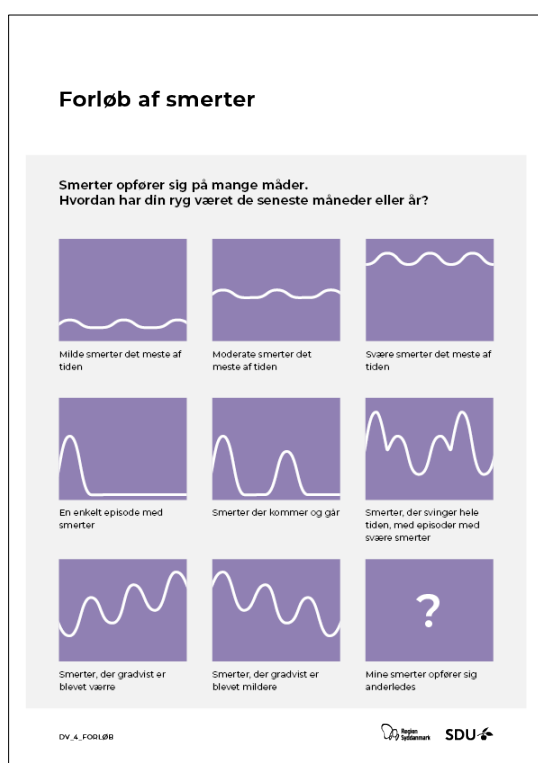 Forløb af smerter
Smerter opfører sig på mange måder.
Hvordan har din ryg været de seneste måneder eller år?
Milde smerter det meste af
tiden
Moderate smerter det
meste af tiden
Svære smerter det meste af
tiden
En enkelt episode med
smerter
Smerter der kommer og går
Smerter, der svinger hele
tiden, med episoder med
svære smerter
Smerter, der gradvist er
blevet værre
Smerter, der gradvist er
blevet mildere
?
Mine smerter opfører sig
anderledes
DV_4_FORLØB
Region
Syddanmark
SDU